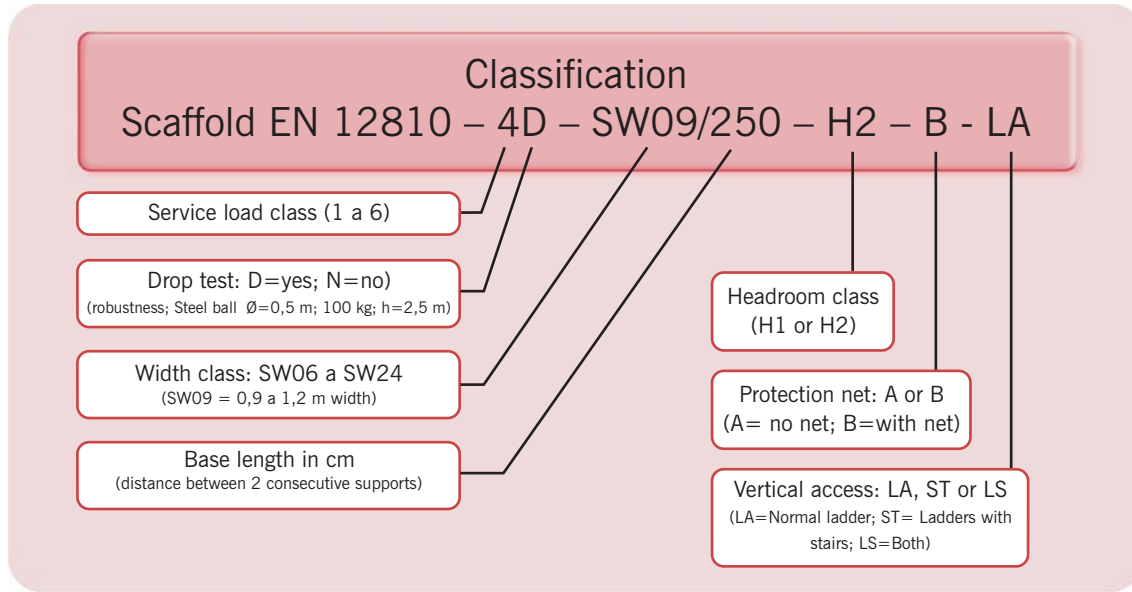 Classification
Scaffold EN 12810 – 4D – SW09/250 – H2 – B - LA
Service load class (1 a 6)
Drop test: D=yes; N=no)
(robustness; Steel ball Ø=0,5 m; 100 kg; h=2,5 m)
Width class: SW06 a SW24
(SW09 = 0,9 a 1,2 m width)
Base length in cm
(distance between 2 consecutive supports)
Headroom class
(H1 or H2)
Protection net: A or B
(A= no net; B=with net)
Vertical access: LA, ST or LS
(LA=Normal ladder; ST= Ladders with
stairs; LS=Both)